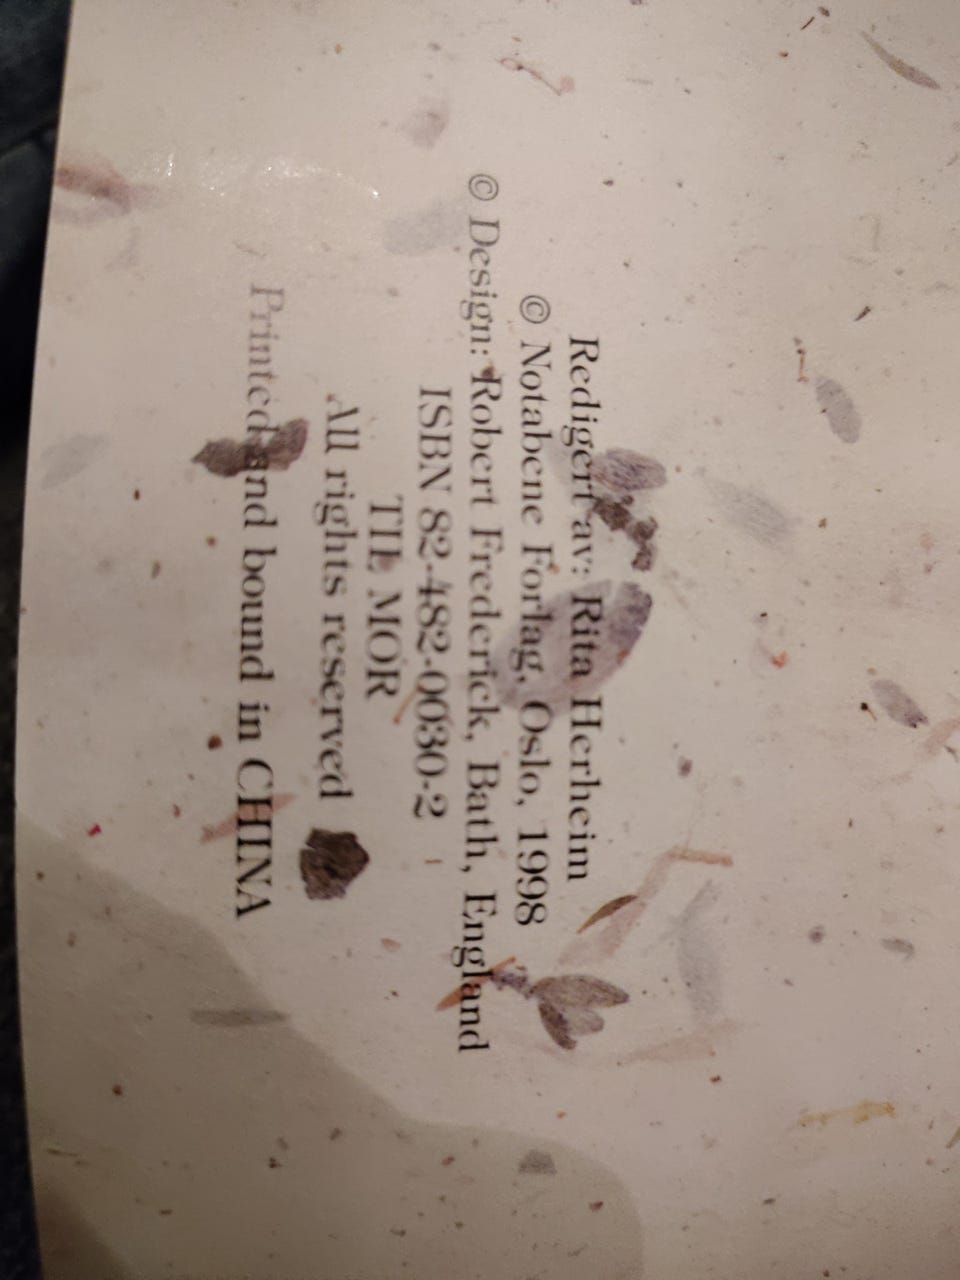 Redigert av: Rita Herheim
© Notabene Forlag, Oslo, 1998
© Design: Robert Frederick, Bath, England
ISBN 82-482-0030-2
TIL MOR
All rights reserved
Printed and bound in CHINA